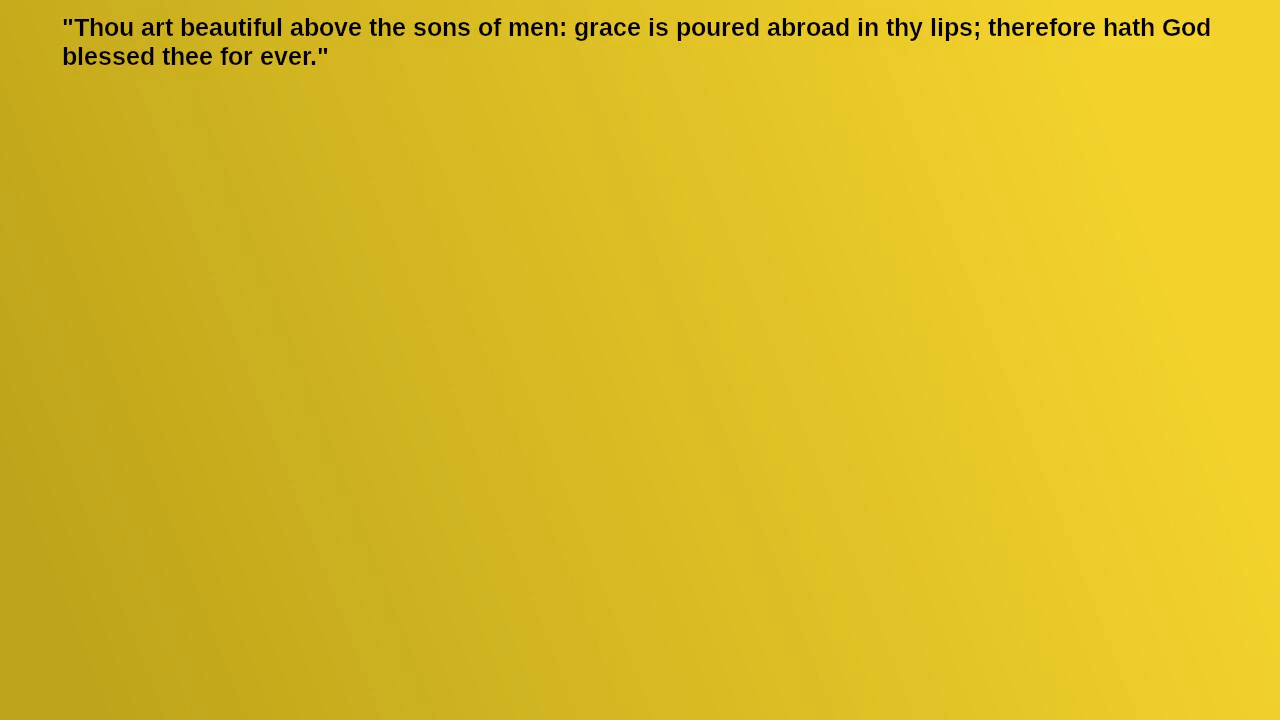 "Thou art beautiful above the sons of men: grace is poured abroad in thy lips; therefore hath God
blessed thee for ever."